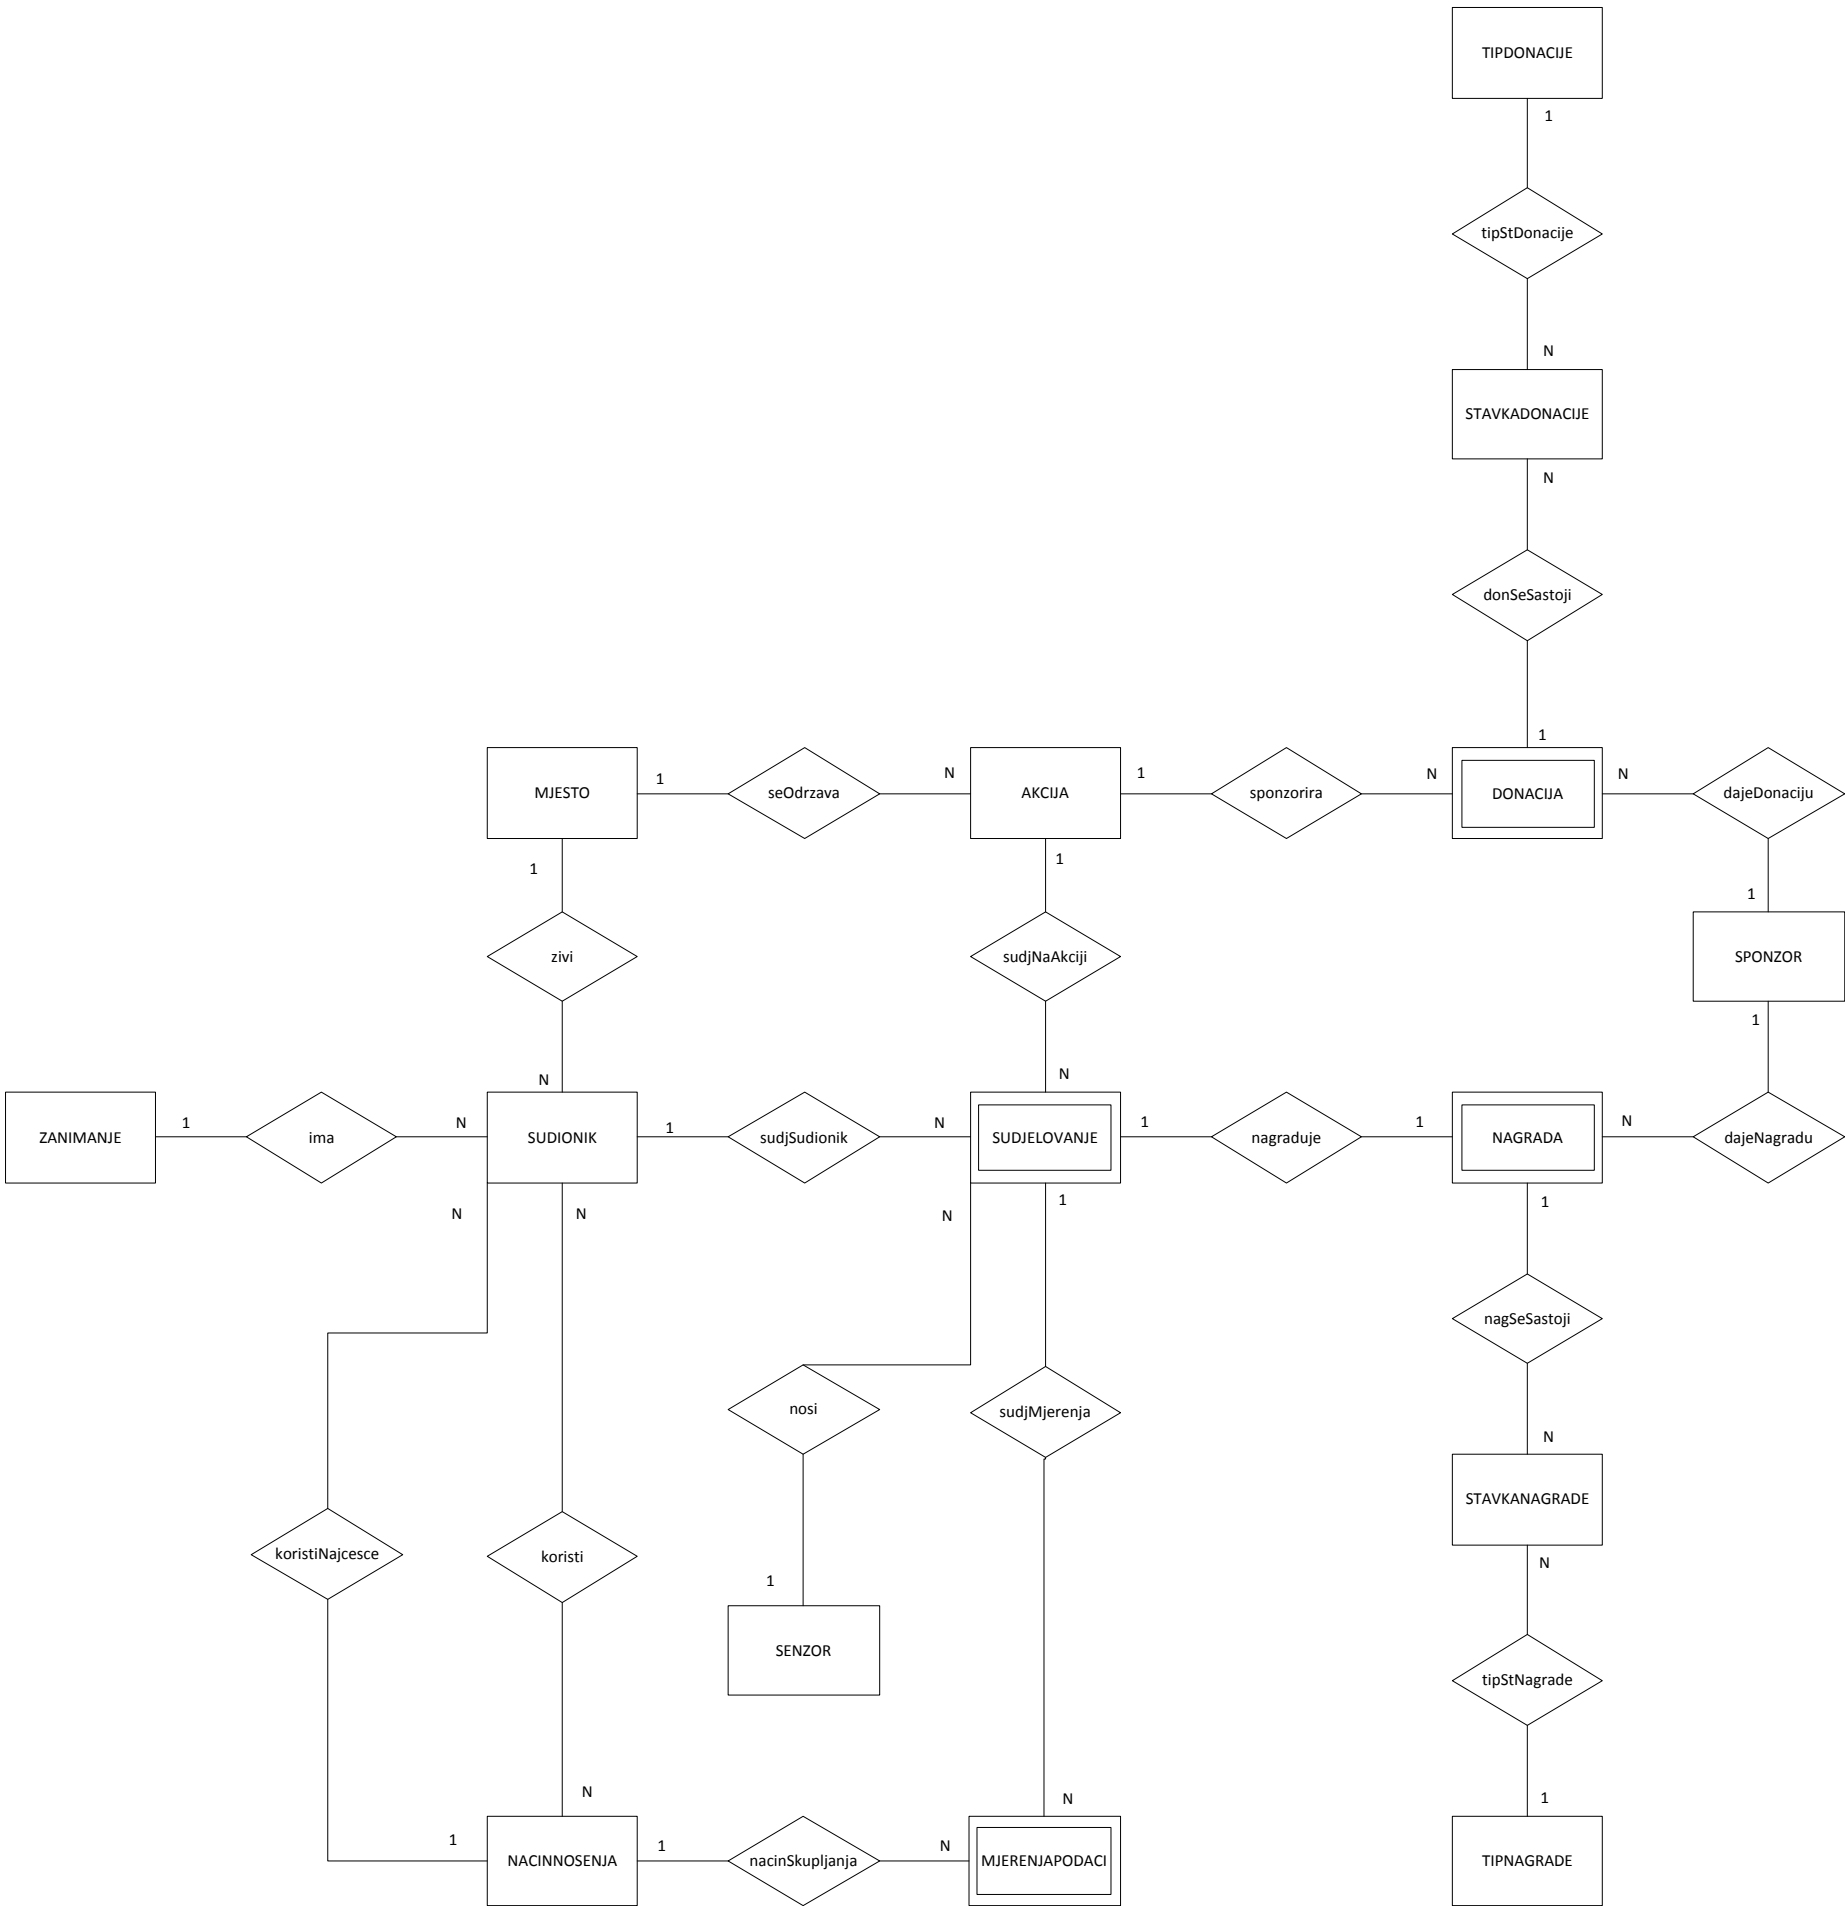 TIPDONACIJE
1
tipStDonacije
N
STAVKADONACIJE
N
donSeSastoji
1
MJESTO
1
seOdrzava
N
AKCIJA
1
sponzorira
N
DONACIJA
N
dajeDonaciju
1
1
1
zivi
sudjNaAkciji
SPONZOR
1
N
N
ZANIMANJE
1
ima
N
SUDIONIK
1
sudjSudionik
N
SUDJELOVANJE
1
nagraduje
1
NAGRADA
N
dajeNagradu
N
N
N
1
1
nagSeSastoji
nosi
sudjMjerenja
N
STAVKANAGRADE
koristiNajcesce
koristi
N
1
SENZOR
tipStNagrade
N
N
1
1
NACINNOSENJA
1
nacinSkupljanja
N
MJERENJAPODACI
TIPNAGRADE